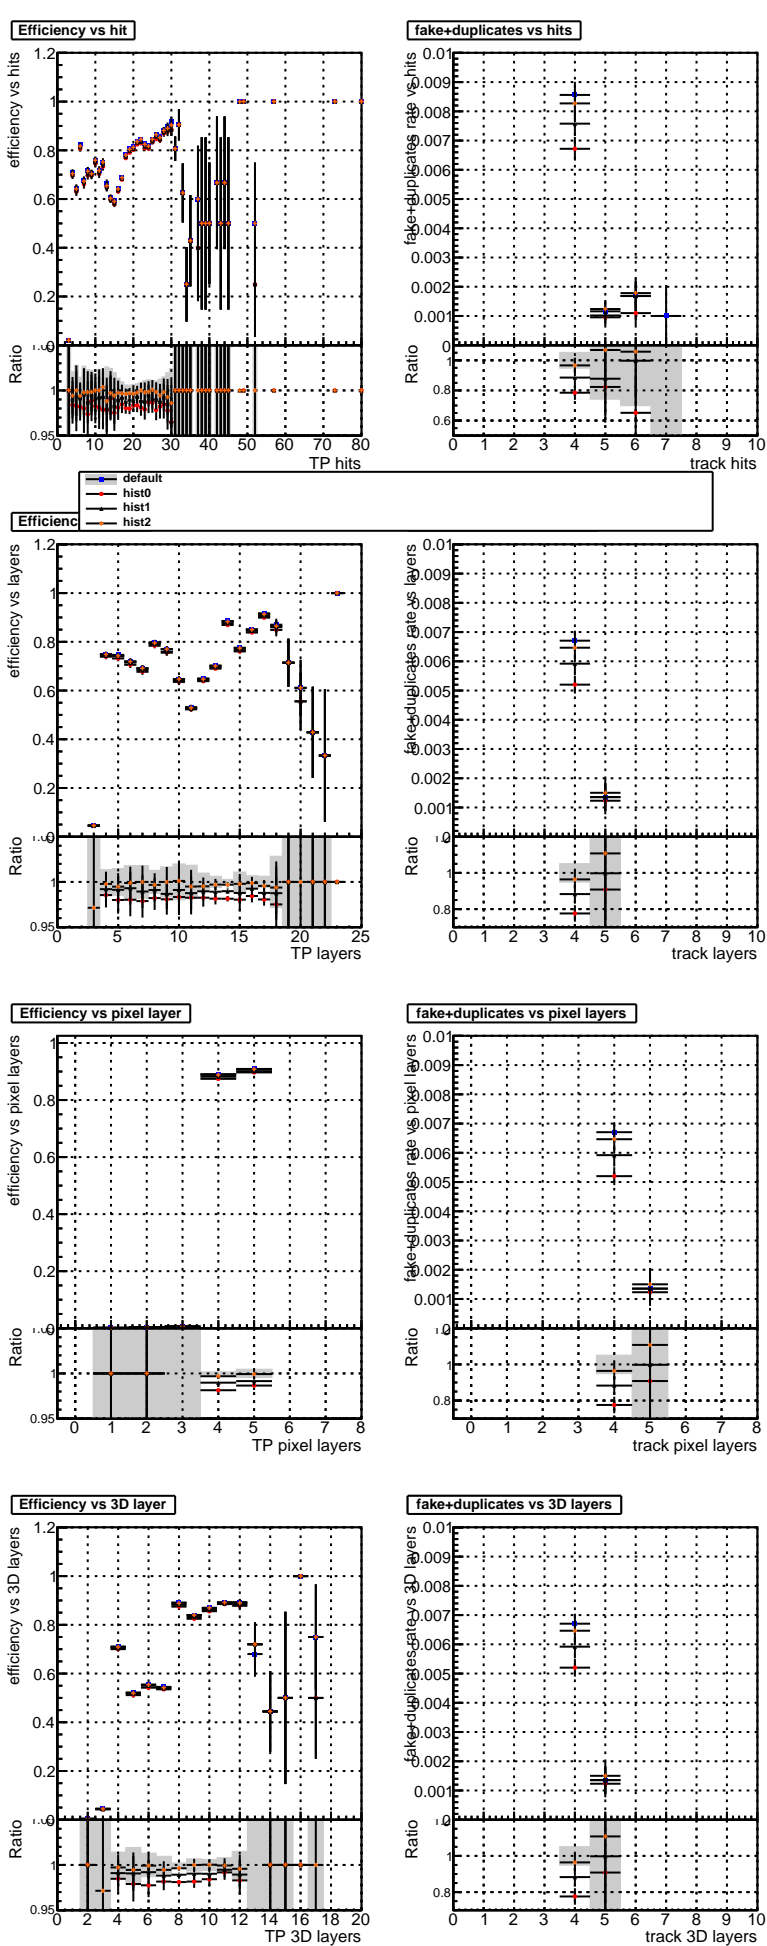 Efficiency vs hit
fake+duplicates vs hits
efficiency vs hits
1.2
1
0.8
0.6
0.4
0.2
0
Ratio
1
0.95
0 10 20 30 40 50 60 70 80
TP hits
fake+duplicates rate vs hits
0.01
0.009
0.008
0.007
0.006
0.005
0.004
0.003
0.002
0.001
0
Ratio
1
0.8
0.6
0 1 2 3 4 5 6 7 8 9 10
track hits
default
hist0
hist1
hist2
Efficienc
efficiency vs layers
1.2
1
0.8
0.6
0.4
0.2
Ratio
1
0.95
0 5 10 15 20 25
TP layers
fake+duplicates rate vs layers
0.01
0.009
0.008
0.007
0.006
0.005
0.004
0.003
0.002
0.001
Ratio
1
0.8
0 1 2 3 4 5 6 7 8 9 10
track layers
Efficiency vs pixel layer
fake+duplicates vs pixel layers
efficiency vs pixel layers
1
0.8
0.6
0.4
0.2
Ratio
1
0.95
0 1 2 3 4 5 6 7 8
TP pixel layers
fake+duplicates rate vs pixel layers
0.01
0.009
0.008
0.007
0.006
0.005
0.004
0.003
0.002
0.001
Ratio
1
0.8
0 1 2 3 4 5 6 7 8
track pixel layers
Efficiency vs 3D layer
fake+duplicates vs 3D layers
efficiency vs 3D layers
1.2
1
0.8
0.6
0.4
0.2
Ratio
1
0.95
0 2 4 6 8 10 12 14 16 18 20
TP 3D layers
fake+duplicates rate vs 3D layers
0.01
0.009
0.008
0.007
0.006
0.005
0.004
0.003
0.002
0.001
Ratio
1
0.8
0 1 2 3 4 5 6 7 8 9 10
track 3D layers